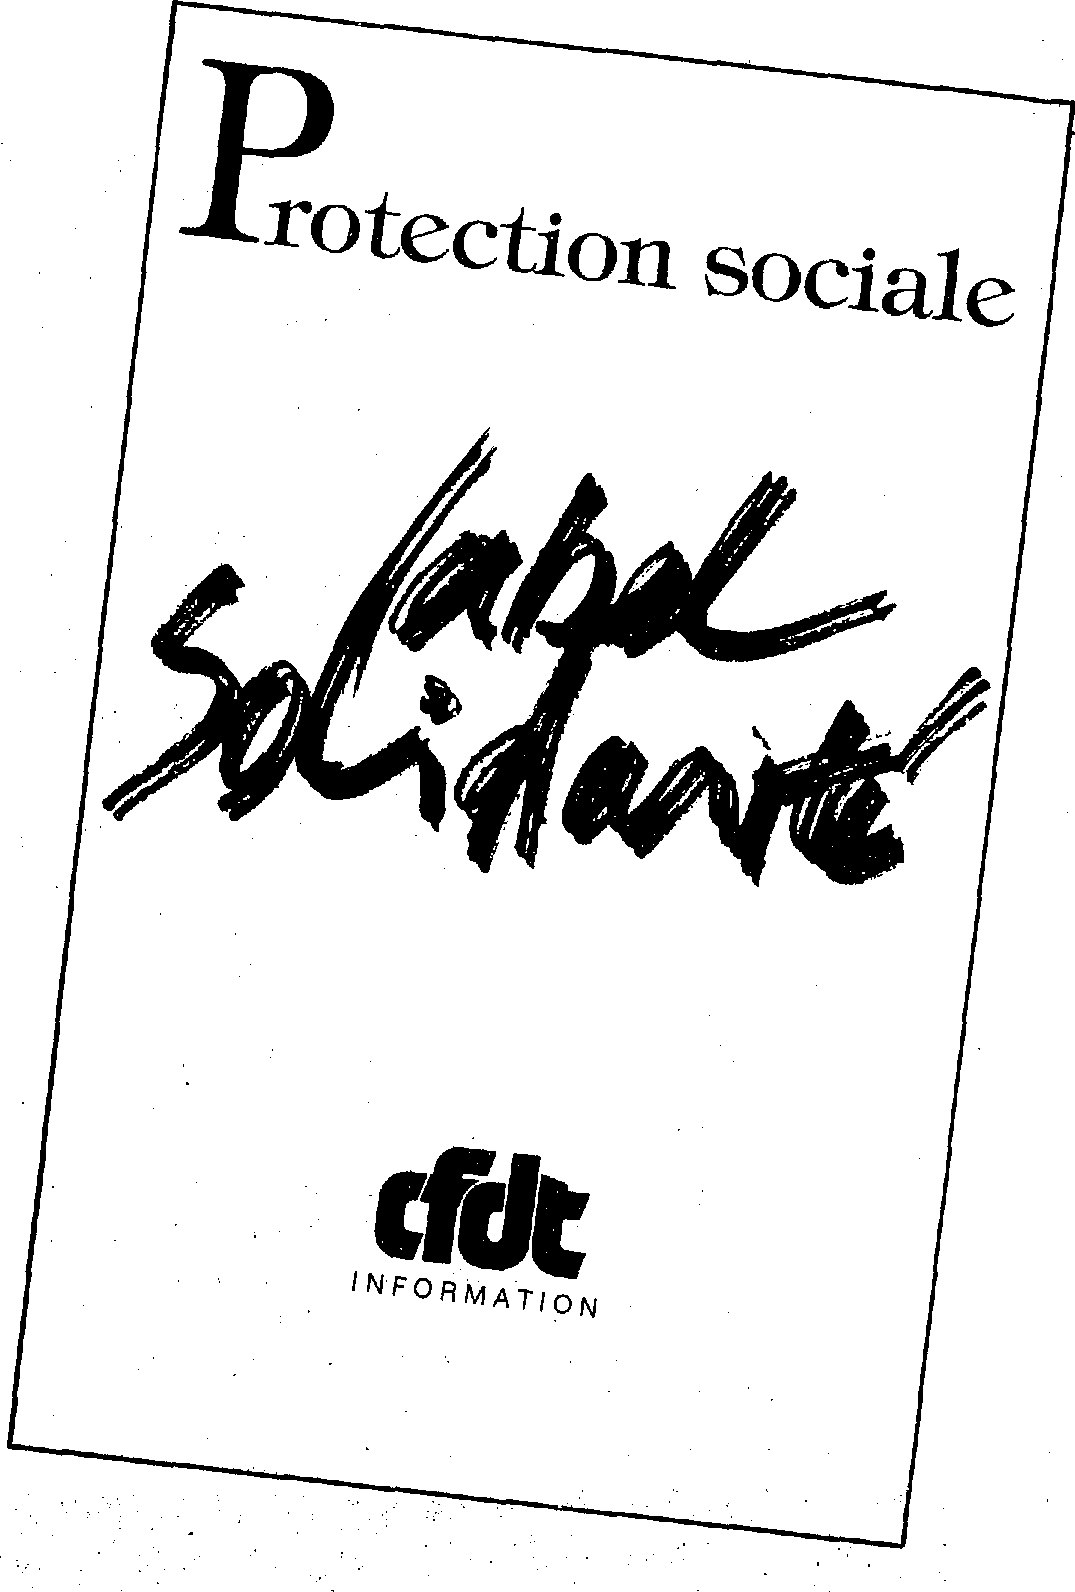 Protection sociale
label
solidarité
cfdt
INFORMATION